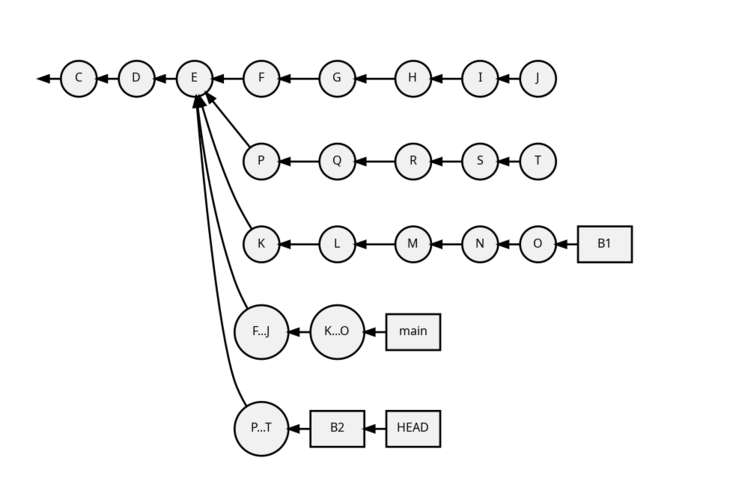 C D E F G H I J
P Q R S T
K L M N O B1
F...J K...O main
P...T B2 HEAD